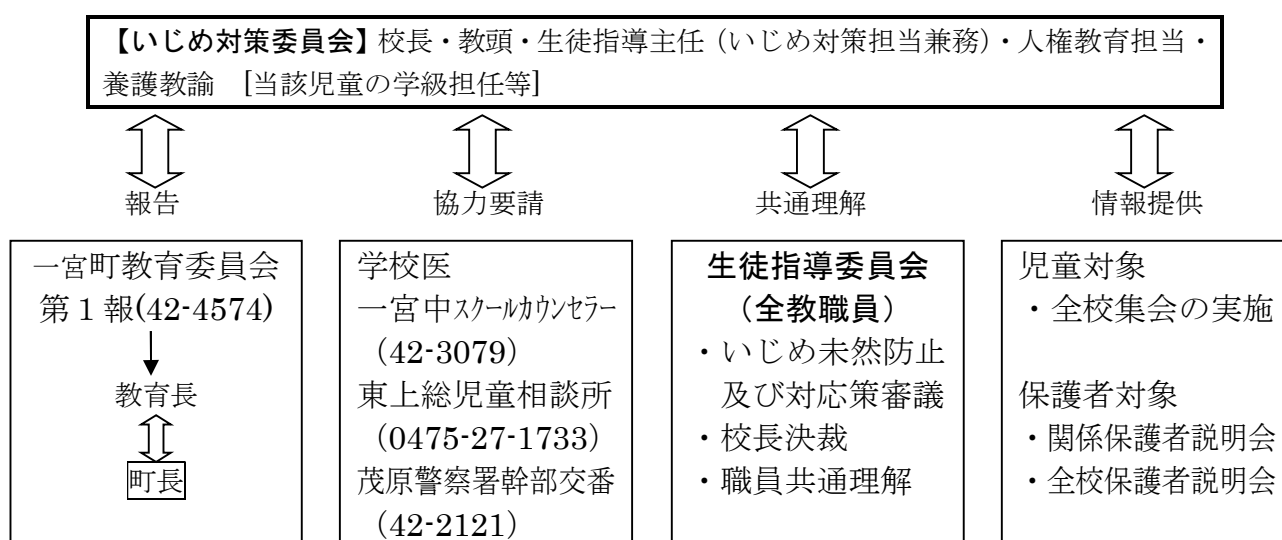 【いじめ対策委員会】校長・教頭・生徒指導主任（いじめ対策担当兼務）・人権教育担当・
養護教諭　[当該児童の学級担任等]
報告
協力要請
共通理解
情報提供
一宮町教育委員会
第１報(42-4574)
教育長
町長
学校医
一宮中ｽｸｰﾙｶｳﾝｾﾗｰ
（42-3079）
東上総児童相談所
（0475-27-1733）
茂原警察署幹部交番
（42-2121）
生徒指導委員会
（全教職員）
・いじめ未然防止
及び対応策審議
・校長決裁
・職員共通理解
児童対象
・全校集会の実施
保護者対象
・関係保護者説明会
・全校保護者説明会